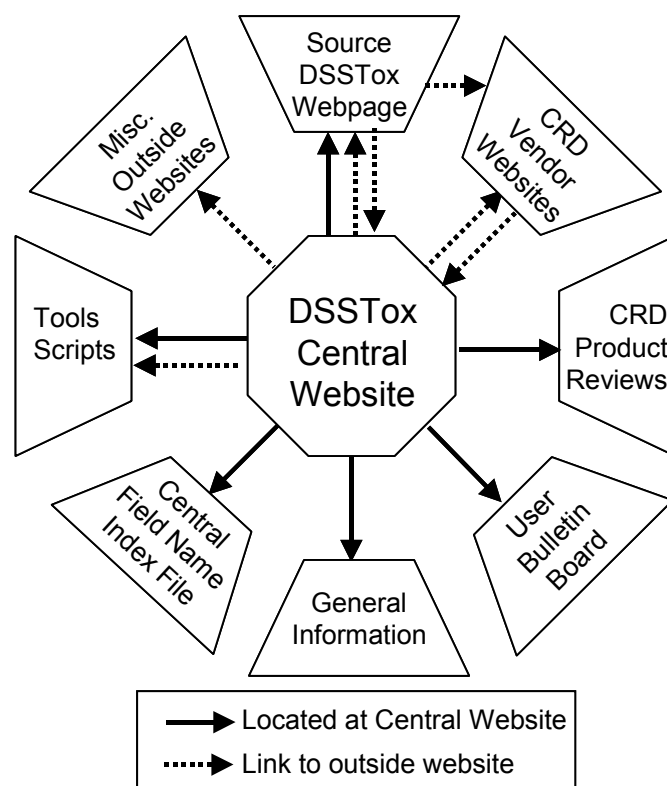 Source
DSSTox
Webpage
CRD
Vendor
Websites
Misc.
Outside
Websites
Tools
Scripts
DSSTox
Central
Website
CRD
Product
Reviews
Central
Field Name
Index File
General
Information
User
Bulletin
Board
Located at Central Website
Link to outside website